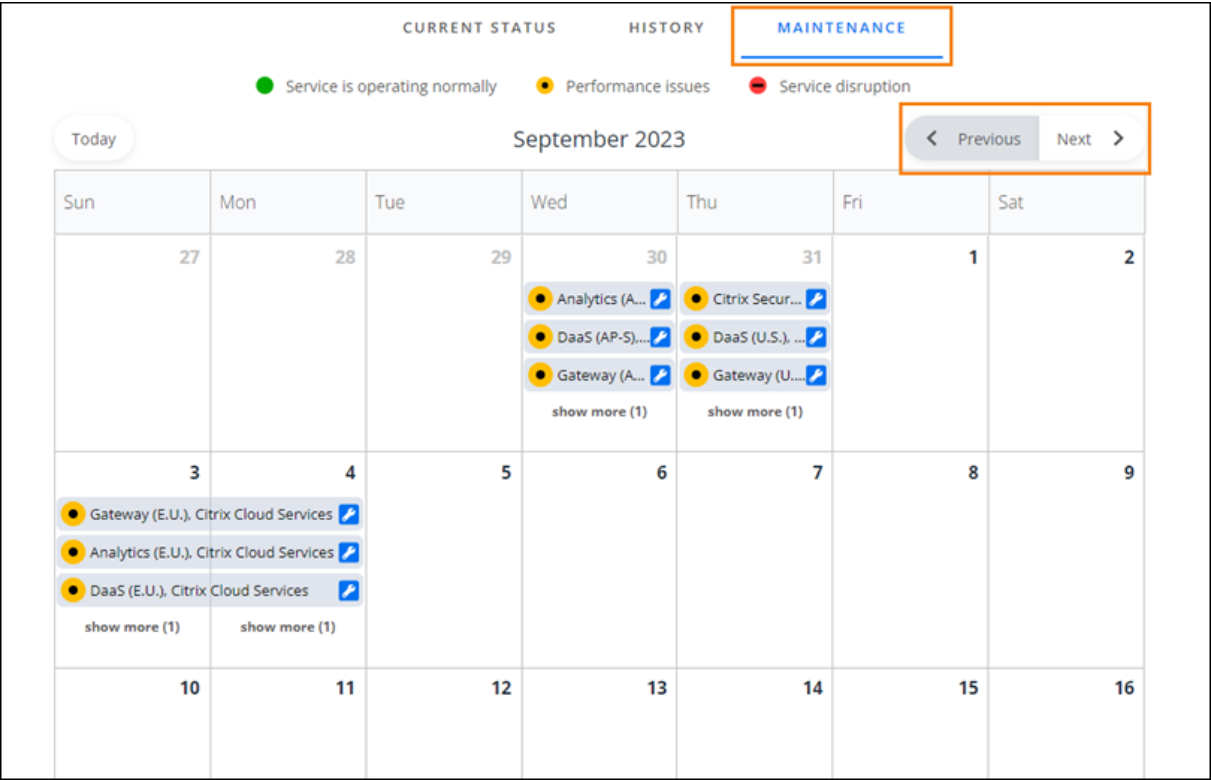 CURRENT STATUS HISTORY MAINTENANCE
Service is operating normally Performance issues Service disruption
Today September 2023 Previous Next
Sun Mon Tue Wed Thu Fri Sat
27 28 29 30 31 1 2
Analytics (A... Citrix Secur...
DaaS (AP-S),... DaaS (U.S.), ...
Gateway (A... Gateway (U....
show more (1) show more (1)
3 4 5 6 7 8 9
Gateway (E.U.), Citrix Cloud Services
Analytics (E.U.), Citrix Cloud Services
DaaS (E.U.), Citrix Cloud Services
show more (1) show more (1)
10 11 12 13 14 15 16